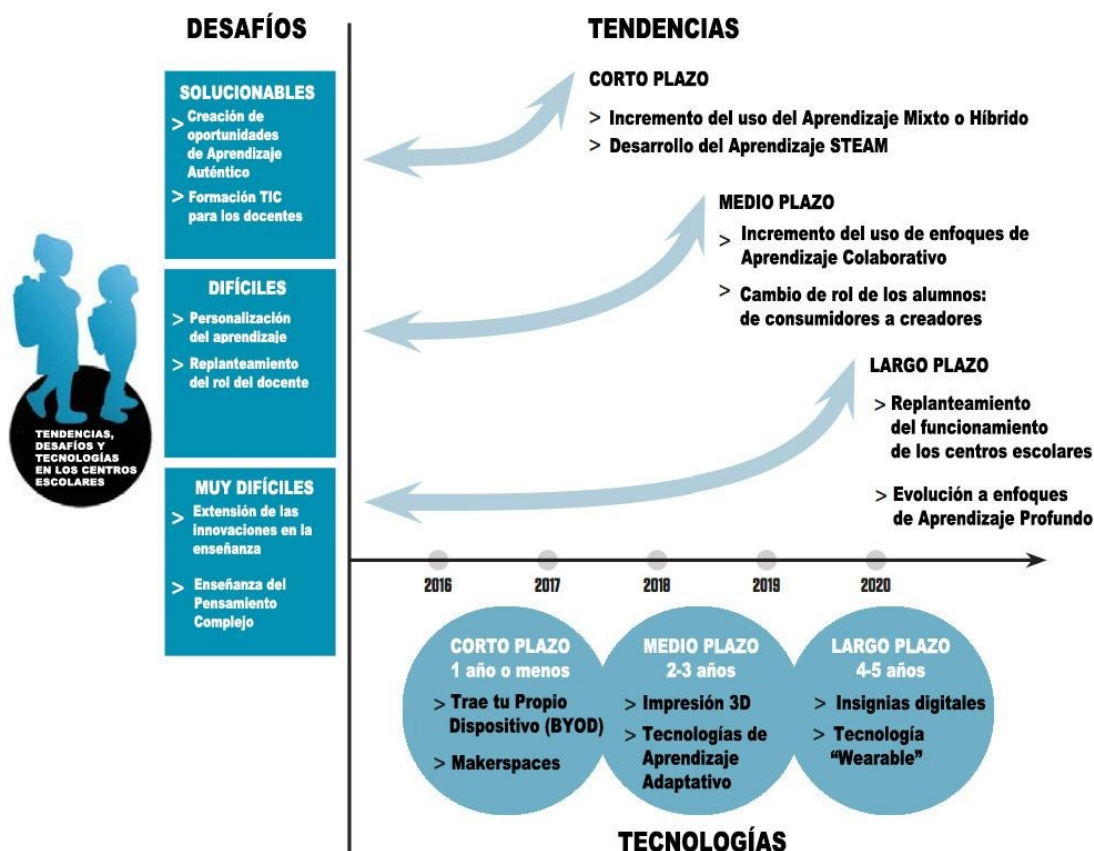 DESAFÍOS
SOLUCIONABLES
> Creación de
oportunidades
de Aprendizaje
Auténtico
> Formación TIC
para los docentes
DIFÍCILES
> Personalización
del aprendizaje
> Replanteamiento
del rol del docente
MUY DIFÍCILES
> Extensión de las
innovaciones en la
enseñanza
> Enseñanza del
Pensamiento
Complejo
TENDENCIAS,
DESAFÍOS Y
TECNOLOGÍAS
EN LOS CENTROS
ESCOLARES
TENDENCIAS
CORTO PLAZO
> Incremento del uso del Aprendizaje Mixto o Híbrido
> Desarrollo del Aprendizaje STEAM
MEDIO PLAZO
> Incremento del uso de enfoques de
Aprendizaje Colaborativo
> Cambio de rol de los alumnos:
de consumidores a creadores
LARGO PLAZO
> Replanteamiento
del funcionamiento
de los centros escolares
> Evolución a enfoques
de Aprendizaje Profundo
2016 2017 2018 2019 2020
CORTO PLAZO
1 año o menos
> Trae tu Propio
Dispositivo (BYOD)
> Makerspaces
MEDIO PLAZO
2-3 años
> Impresión 3D
> Tecnologías de
Aprendizaje
Adaptativo
LARGO PLAZO
4-5 años
> Insignias digitales
> Tecnología
“Wearable”
TECNOLOGÍAS